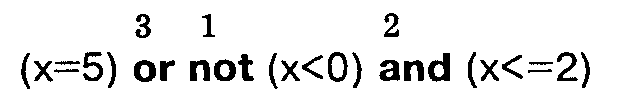 3 1 2
(x=5) or not (x<0) and (x<=2)